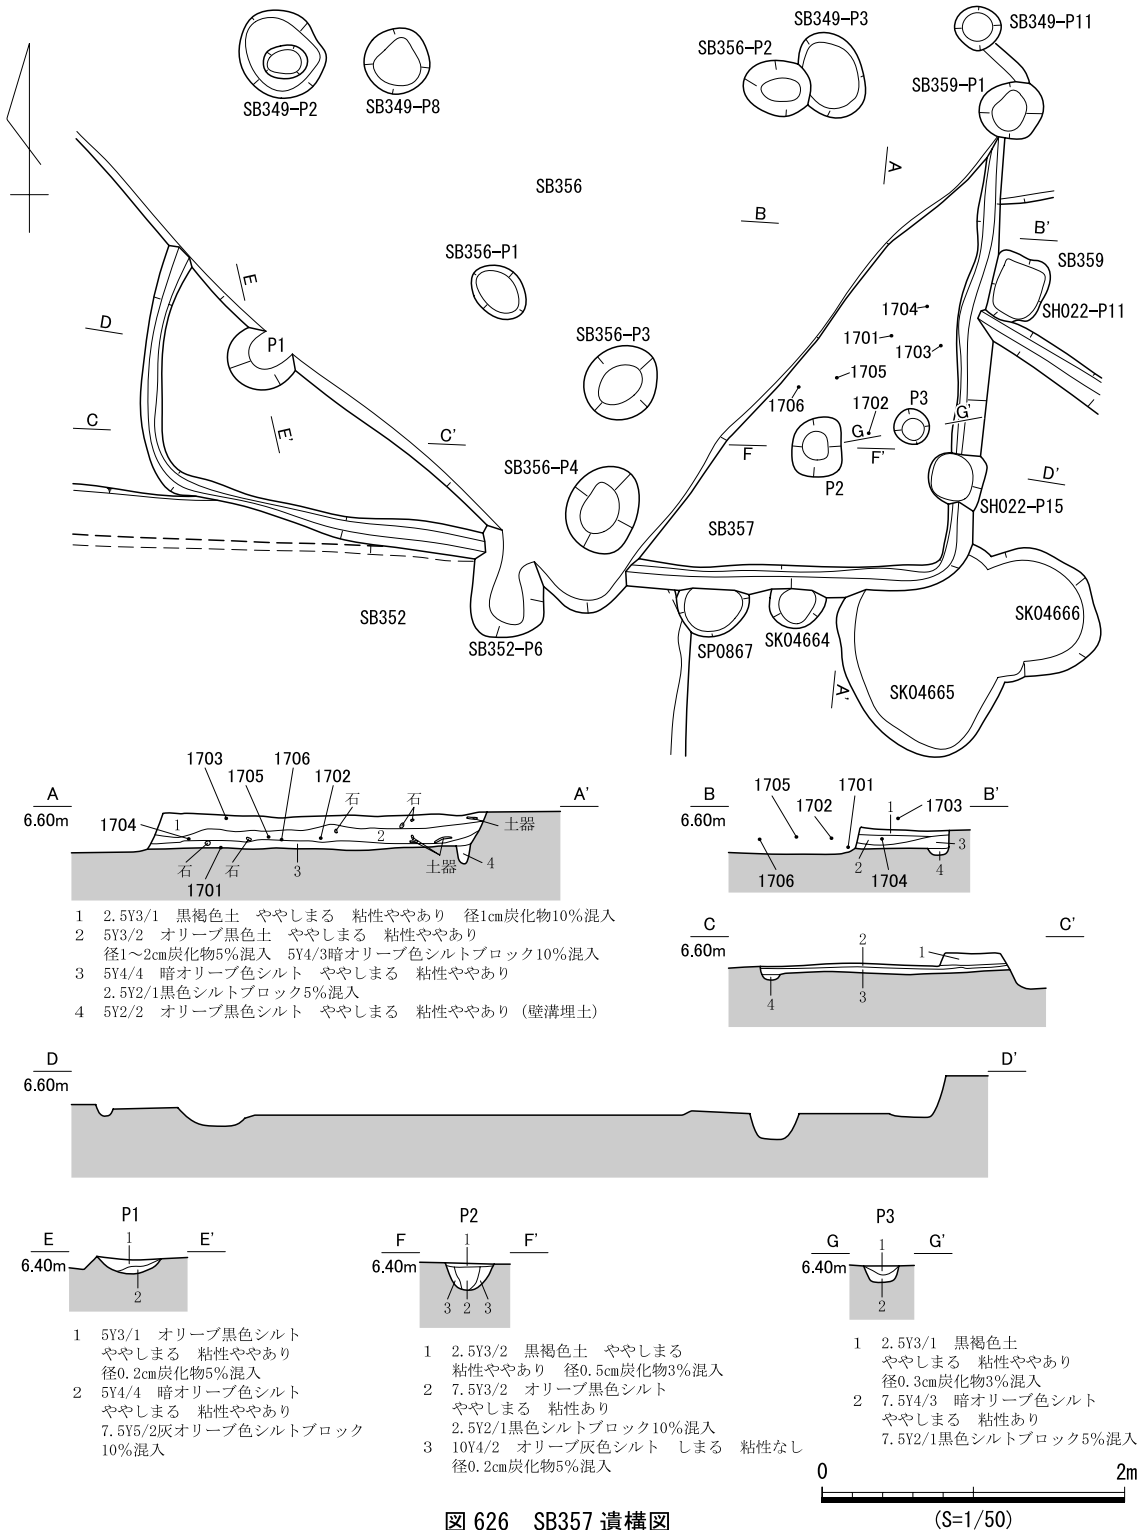 SB349-P2
SB349-P8
SB349-P3
SB356-P2
SB349-P11
SB359-P1
SB356
A
B
B'
SB359
SH022-P11
SB356-P1
E
D
P1
SB356-P3
1704
1701
1703
1705
1706
1702
P3
G
G'
F
F'
P2
C
C'
E'
SB356-P4
D'
SH022-P15
SB357
SB352
SB352-P6
SP0867
SK04664
SK04666
SK04665
A'
A
6.60m
A'
1703
1705
1706
1702
石
石
土器
1704
1
2
石
石
1701
3
土器
4
B
6.60m
B'
1705
1702
1701
1
1703
1706
2
1704
3
4
1 2.5Y3/1 黒褐色土 ややしまる 粘性ややあり 径1cm炭化物10%混入
2 5Y3/2 オリーブ黒色土 ややしまる 粘性ややあり
径1〜2cm炭化物5%混入 5Y4/3暗オリーブ色シルトブロック10%混入
3 5Y4/4 暗オリーブ色シルト ややしまる 粘性ややあり
2.5Y2/1黒色シルトブロック5%混入
4 5Y2/2 オリーブ黒色シルト ややしまる 粘性ややあり（壁溝埋土）
C
6.60m
C'
2
1
4
3
D
6.60m
D'
P1
E
6.40m
E'
1
2
1 5Y3/1 オリーブ黒色シルト
ややしまる 粘性ややあり
径0.2cm炭化物5%混入
2 5Y4/4 暗オリーブ色シルト
ややしまる 粘性ややあり
7.5Y5/2灰オリーブ色シルトブロック
10%混入
P2
F
6.40m
F'
1
3 2 3
1 2.5Y3/2 黒褐色土 ややしまる
粘性ややあり 径0.5cm炭化物3%混入
2 7.5Y3/2 オリーブ黒色シルト
ややしまる 粘性あり
2.5Y2/1黒色シルトブロック10%混入
3 10Y4/2 オリーブ灰色シルト しまる 粘性なし
径0.2cm炭化物5%混入
P3
G
6.40m
G'
1
2
1 2.5Y3/1 黒褐色土
ややしまる 粘性ややあり
径0.3cm炭化物3%混入
2 7.5Y4/3 暗オリーブ色シルト
ややしまる 粘性あり
7.5Y2/1黒色シルトブロック5%混入
0 2m
(S=1/50)
図 626 SB357 遺構図